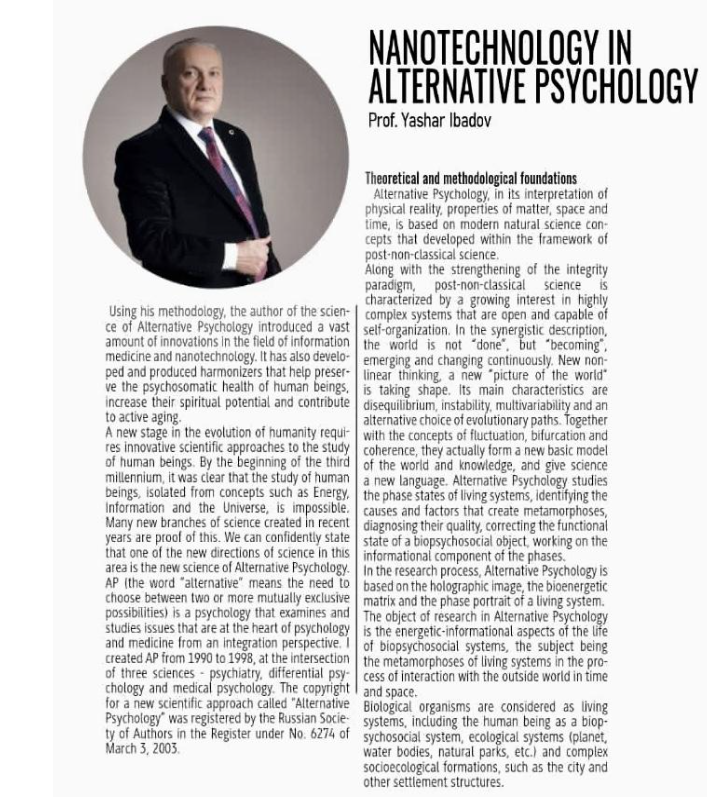 NANOTECHNOLOGY IN
ALTERNATIVE PSYCHOLOGY
Prof. Yashar Ibadov
Using his methodology, the author of the scien-
ce of Alternative Psychology introduced a vast
amount of innovations in the field of information
medicine and nanotechnology. It has also develo-
ped and produced harmonizers that help preser-
ve the psychosomatic health of human beings,
increase their spiritual potential and contribute
to active aging.
A new stage in the evolution of humanity requi-
res innovative scientific approaches to the study
of human beings. By the beginning of the third
millennium, it was clear that the study of human
beings, isolated from concepts such as Energy,
Information and the Universe, is impossible.
Many new branches of science created in recent
years are proof of this. We can confidently state
that one of the new directions of science in this
area is the new science of Alternative Psychology.
AP (the word "alternative" means the need to
choose between two or more mutually exclusive
possibilities) is a psychology that examines and
studies issues that are at the heart of psychology
and medicine from an integration perspective. I
created AP from 1990 to 1998, at the intersection
of three sciences - psychiatry, differential psy-
chology and medical psychology. The copyright
for a new scientific approach called "Alternative
Psychology" was registered by the Russian Socie-
ty of Authors in the Register under No. 6274 of
March 3, 2003.
Theoretical and methodological foundations
Alternative Psychology, in its interpretation of
physical reality, properties of matter, space and
time, is based on modern natural science con-
cepts that developed within the framework of
post-non-classical science.
Along with the strengthening of the integrity
paradigm, post-non-classical science is
characterized by a growing interest in highly
complex systems that are open and capable of
self-organization. In the synergistic description,
the world is not "done", but "becoming",
emerging and changing continuously. New non-
linear thinking, a new "picture of the world"
is taking shape. Its main characteristics are
disequilibrium, instability, multivariability and an
alternative choice of evolutionary paths. Together
with the concepts of fluctuation, bifurcation and
coherence, they actually form a new basic model
of the world and knowledge, and give science
a new language. Alternative Psychology studies
the phase states of living systems, identifying the
causes and factors that create metamorphoses,
diagnosing their quality, correcting the functional
state of a biopsychosocial object, working on the
informational component of the phases.
In the research process, Alternative Psychology is
based on the holographic image, the bioenergetic
matrix and the phase portrait of a living system.
The object of research in Alternative Psychology
is the energetic-informational aspects of the life
of biopsychosocial systems, the subject being
the metamorphoses of living systems in the pro-
cess of interaction with the outside world in time
and space.
Biological organisms are considered as living
systems, including the human being as a biop-
sychosocial system, ecological systems (planet,
water bodies, natural parks, etc.) and complex
socioecological formations, such as the city and
other settlement structures.